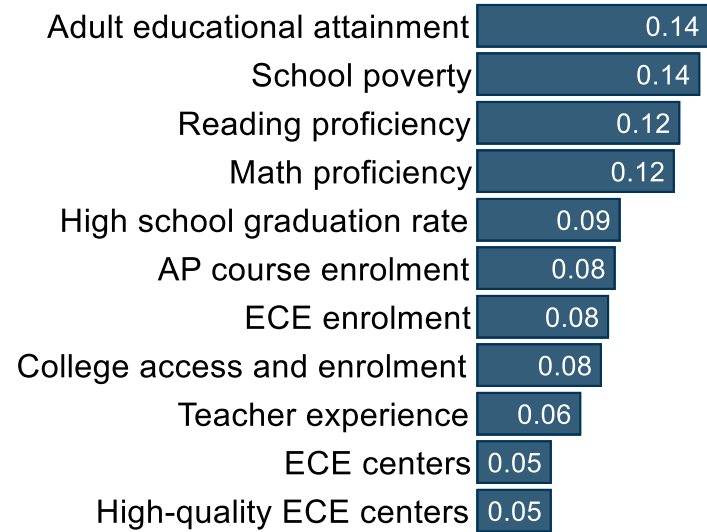 Adult educational attainment 0.14
School poverty 0.14
Reading proficiency 0.12
Math proficiency 0.12
High school graduation rate 0.09
AP course enrolment 0.08
ECE enrolment 0.08
College access and enrolment 0.08
Teacher experience 0.06
ECE centers 0.05
High-quality ECE centers 0.05